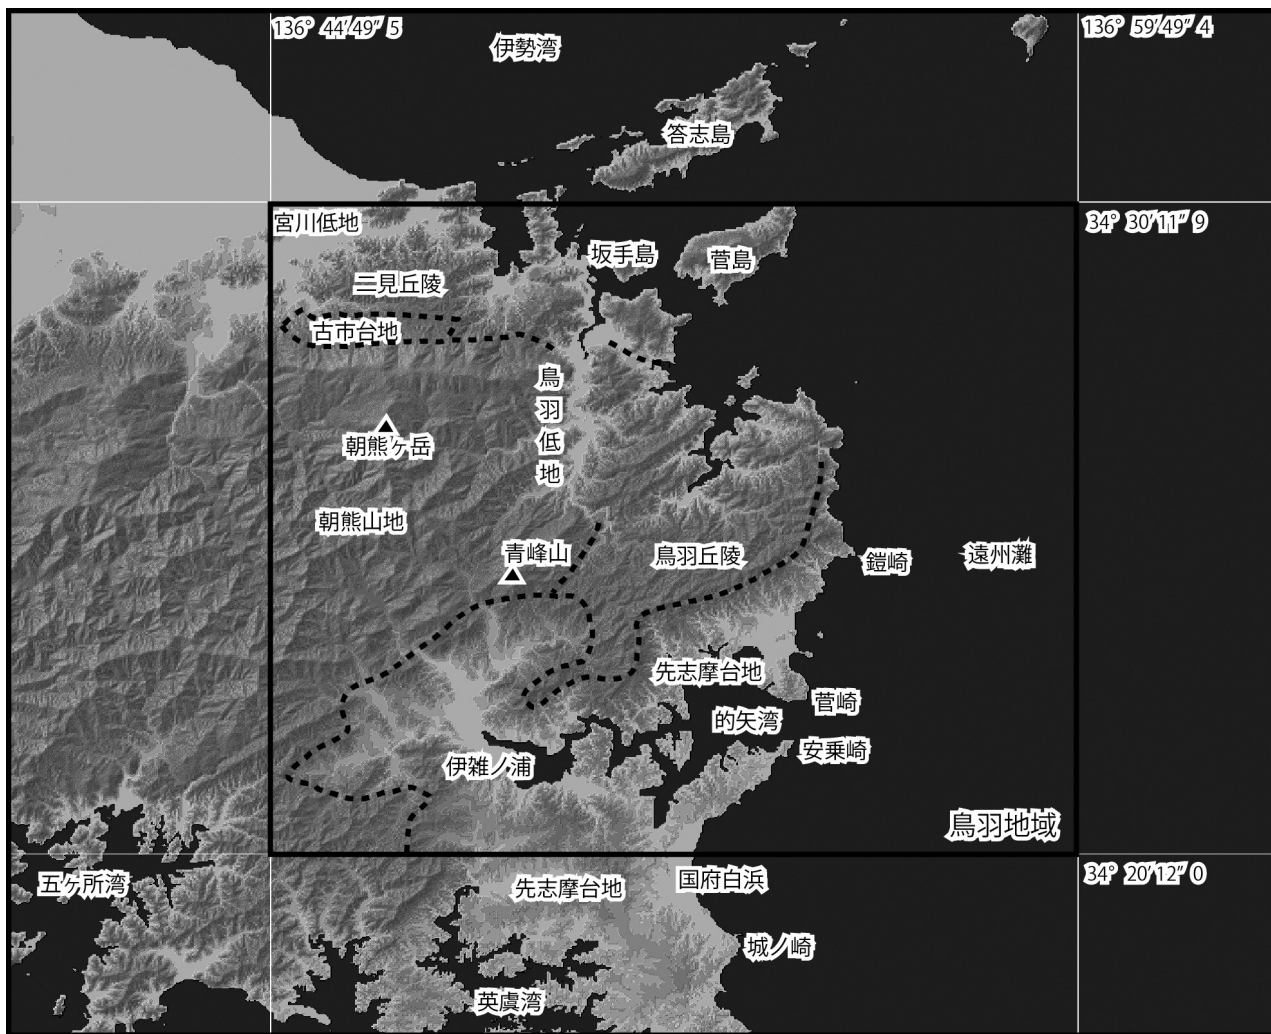 136° 44′49″ 5
136° 59′49″ 4
伊勢湾
答志島
宮川低地
34° 30′11″ 9
坂手島
菅島
二見丘陵
古市台地
鳥羽低地
朝熊ヶ岳
朝熊山地
青峰山
鳥羽丘陵
鎧崎
遠州灘
先志摩台地
菅崎
的矢湾
安乗崎
伊雑ノ浦
鳥羽地域
34° 20′12″ 0
五ヶ所湾
先志摩台地
国府白浜
城ノ崎
英虞湾